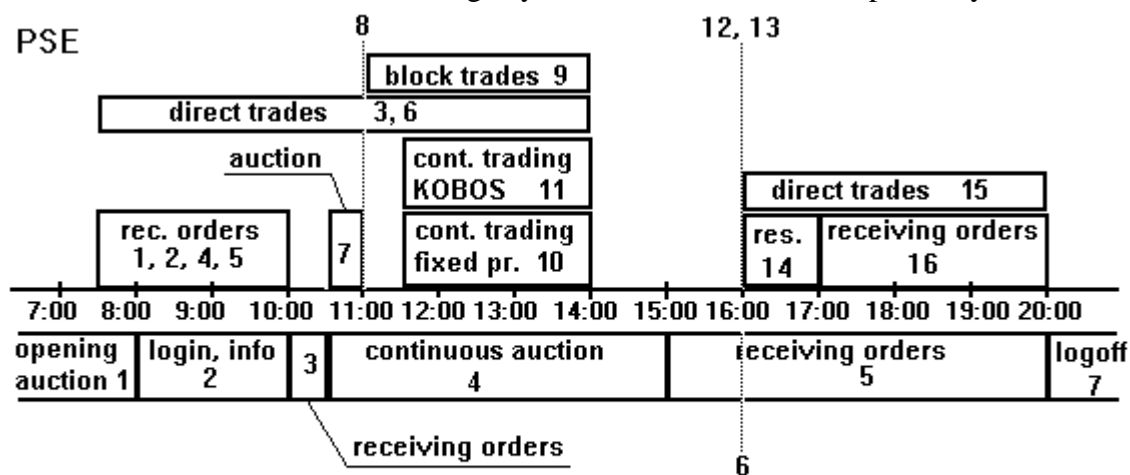 8
12, 13
PSE
block trades 9
direct trades 3, 6
auction
cont. trading
KOBOS 11
direct trades 15
rec. orders
1, 2, 4, 5
7
cont. trading
fixed pr. 10
res.
14
receiving orders
16
7:00 8:00 9:00 10:00 11:00 12:00 13:00 14:00 15:00 16:00 17:00 18:00 19:00 20:00
opening
auction 1
login, info
2
3
continuous auction
4
receiving orders
5
logoff
7
receiving orders
6